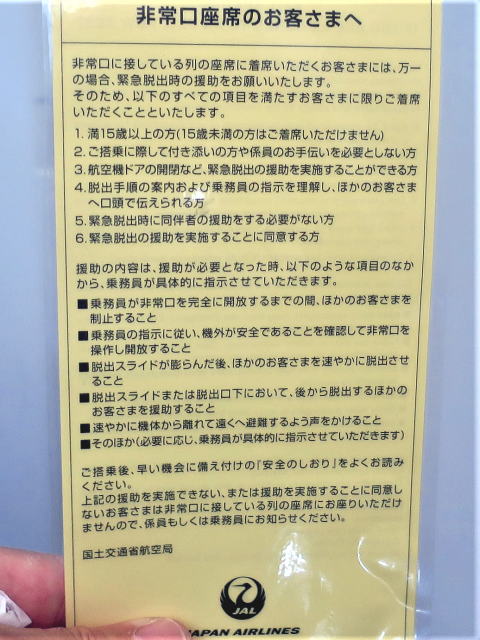 非常口座席のお客さまへ
非常口に接している列の座席に着席いただくお客さまには、万一
の場合、緊急脱出時の援助をお願いいたします。
そのため、以下のすべての項目を満たすお客さまに限りご着席
いただくことといたします。
1. 満15歳以上の方(15歳未満の方はご着席いただけません)
2. ご搭乗に際して付き添いの方や係員のお手伝いを必要としない方
3. 航空機ドアの開閉など、緊急脱出の援助を実施することができる方
4. 脱出手順の案内および乗務員の指示を理解し、ほかのお客さま
へ口頭で伝えられる方
5. 緊急脱出時に同伴者の援助をする必要がない方
6. 緊急脱出の援助を実施することに同意する方
援助の内容は、援助が必要となった時、以下のような項目のなか
から、乗務員が具体的に指示させていただきます。
■乗務員が非常口を完全に開放するまでの間、ほかのお客さまを
制止すること
■乗務員の指示に従い、機外が安全であることを確認して非常口を
操作し開放すること
■脱出スライドが膨らんだ後、ほかのお客さまを速やかに脱出させ
ること
■脱出スライドまたは脱出口下において、後から脱出するほかの
お客さまを援助すること
■速やかに機体から離れて遠くへ避難するよう声をかけること
■そのほか(必要に応じ、乗務員が具体的に指示させていただきます)
ご搭乗後、早い機会に備え付けの『安全のしおり』をよくお読み
ください。
上記の援助を実施できない、または援助を実施することに同意し
ないお客さまは非常口に接している列の座席にお座りいただけ
ませんので、係員もしくは乗務員にお知らせください。
国土交通省航空局
JAL
JAPAN AIRLINES